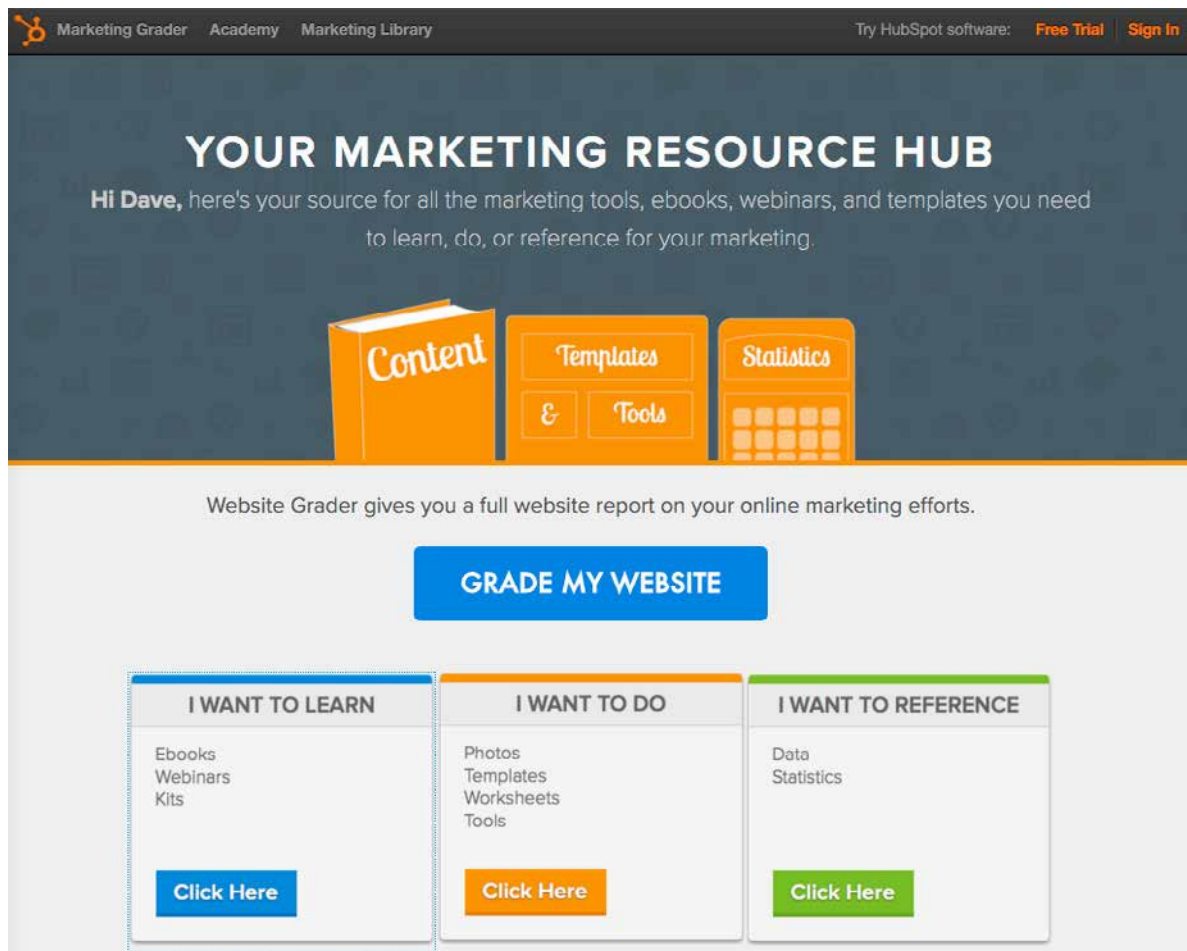 Marketing Grader Academy Marketing Library Try HubSpot software: Free Trial Sign In
YOUR MARKETING RESOURCE HUB
Hi Dave, here's your source for all the marketing tools, ebooks, webinars, and templates you need
to learn, do, or reference for your marketing.
Content
Templates
& Tools
Statistics
Website Grader gives you a full website report on your online marketing efforts.
GRADE MY WEBSITE
I WANT TO LEARN
Ebooks
Webinars
Kits
Click Here
I WANT TO DO
Photos
Templates
Worksheets
Tools
Click Here
I WANT TO REFERENCE
Data
Statistics
Click Here